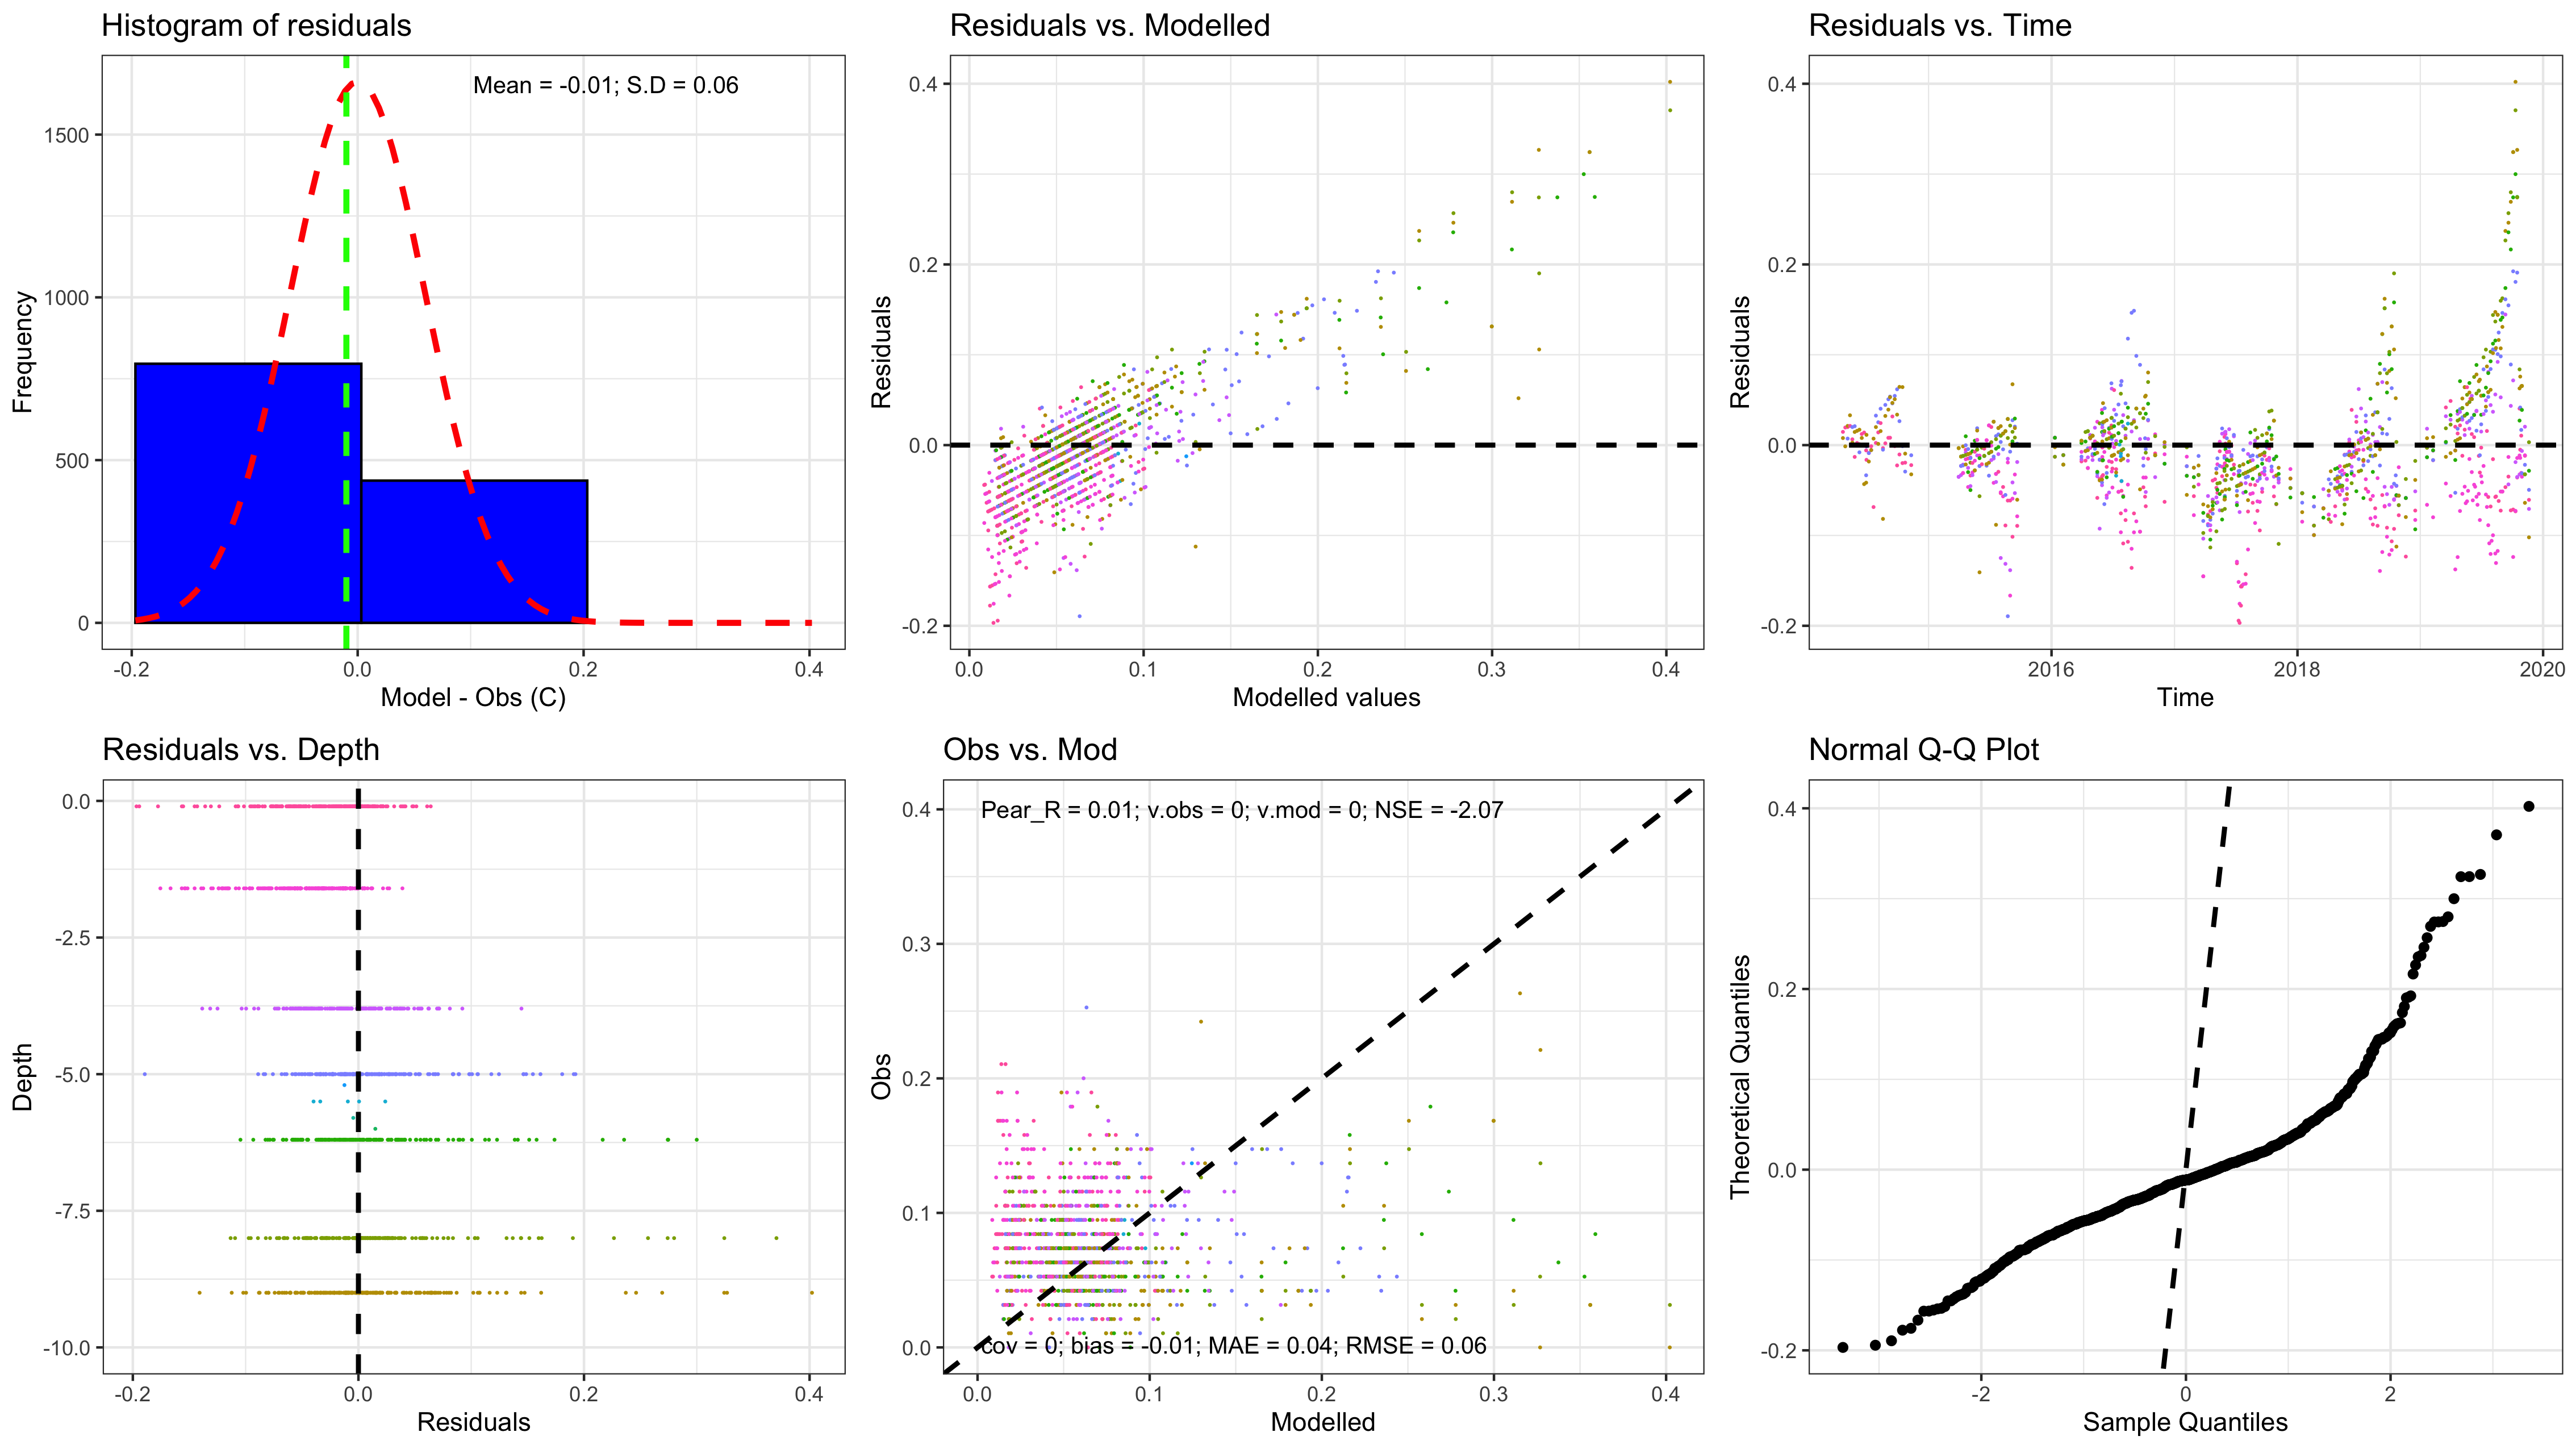 Histogram of residuals
Mean = -0.01; S.D = 0.06
Frequency
1500
1000
500
0
-0.2
0.0
0.2
0.4
Model - Obs (C)
Residuals vs. Modelled
Residuals
0.4
0.2
0.0
-0.2
0.0
0.1
0.2
0.3
0.4
Modelled values
Residuals vs. Time
Residuals
0.4
0.2
0.0
-0.2
2016
2018
2020
Time
Residuals vs. Depth
Depth
0.0
-2.5
-5.0
-7.5
-10.0
-0.2
0.0
0.2
0.4
Residuals
Obs vs. Mod
Pear_R = 0.01; v.obs = 0; v.mod = 0; NSE = -2.07
Obs
0.4
0.3
0.2
0.1
0.0
cov = 0; bias = -0.01; MAE = 0.04; RMSE = 0.06
0.0
0.1
0.2
0.3
0.4
Modelled
Normal Q-Q Plot
Theoretical Quantiles
0.4
0.2
0.0
-0.2
-2
0
2
Sample Quantiles